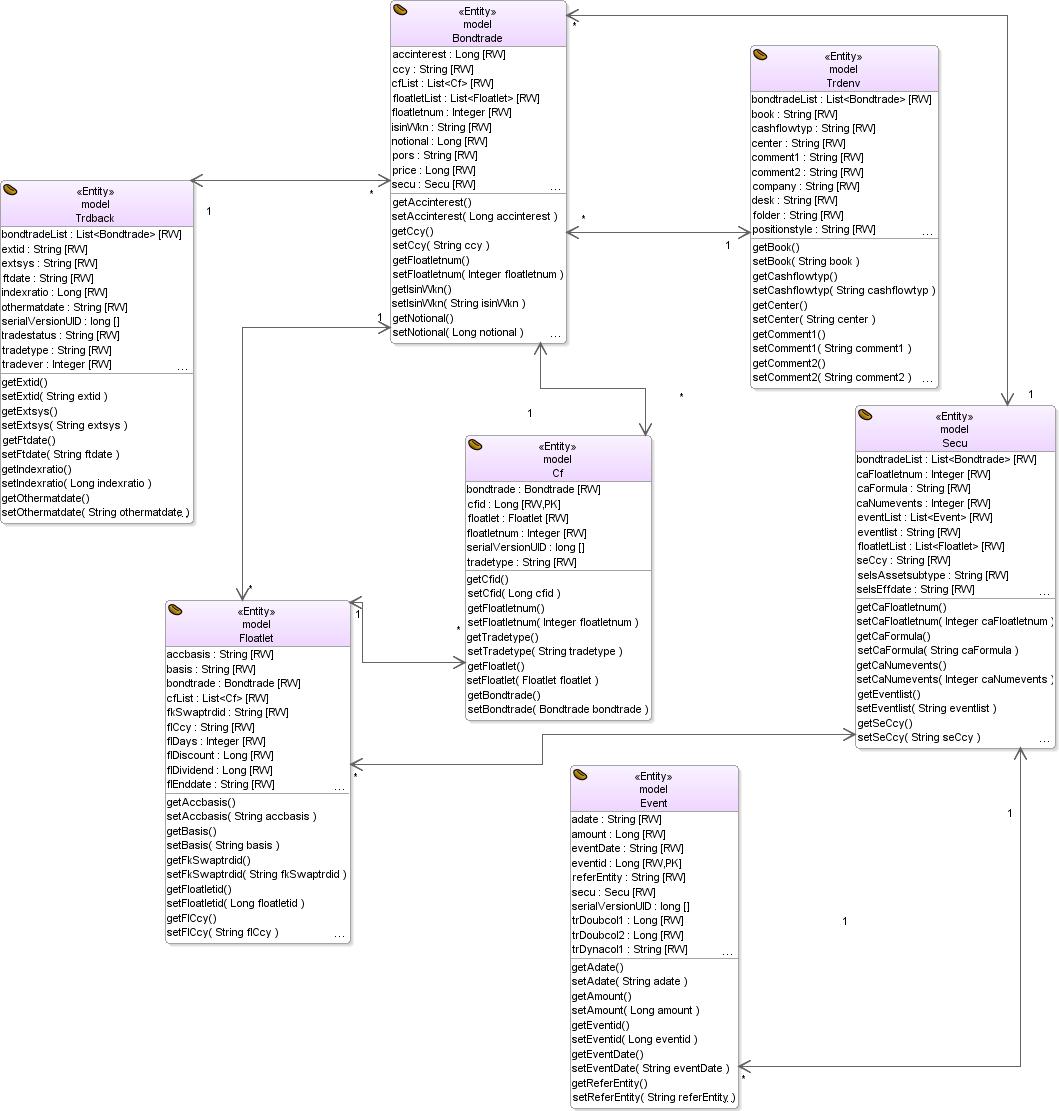 «Entity»
model
Bondtrade
accinterest : Long [RW]
ccy : String [RW]
cfList : List<Cf> [RW]
floatletList : List<Floatlet> [RW]
floatletnum : Integer [RW]
isinWkn : String [RW]
notional : Long [RW]
pors : String [RW]
price : Long [RW]
secu : Secu [RW]
...
getAccinterest()
setAccinterest( Long accinterest )
getCcy()
setCcy( String ccy )
getFloatletnum()
setFloatletnum( Integer floatletnum )
getIsinWkn()
setIsinWkn( String isinWkn )
getNotional()
setNotional( Long notional )
...
*
«Entity»
model
Trdenv
bondtradeList : List<Bondtrade> [RW]
book : String [RW]
cashflowtyp : String [RW]
center : String [RW]
comment1 : String [RW]
comment2 : String [RW]
company : String [RW]
desk : String [RW]
folder : String [RW]
positionstyle : String [RW]
...
getBook()
setBook( String book )
getCashflowtyp()
setCashflowtyp( String cashflowtyp )
getCenter()
setCenter( String center )
getComment1()
setComment1( String comment1 )
getComment2()
setComment2( String comment2 )
...
*
1
*
1
«Entity»
model
Trdback
bondtradeList : List<Bondtrade> [RW]
extid : String [RW]
extsys : String [RW]
ftdate : String [RW]
indexratio : Long [RW]
othermatdate : String [RW]
serialVersionUID : long []
tradestatus : String [RW]
tradetype : String [RW]
tradever : Integer [RW]
...
getExtid()
setExtid( String extid )
getExtsys()
setExtsys( String extsys )
getFtdate()
setFtdate( String ftdate )
getIndexratio()
setIndexratio( Long indexratio )
getOthermatdate()
setOthermatdate( String othermatdate )
1
*
1
1
*
«Entity»
model
Cf
bondtrade : Bondtrade [RW]
cfid : Long [RW,PK]
floatlet : Floatlet [RW]
floatletnum : Integer [RW]
serialVersionUID : long []
tradetype : String [RW]
getCfid()
setCfid( Long cfid )
getFloatletnum()
setFloatletnum( Integer floatletnum )
getTradetype()
setTradetype( String tradetype )
getFloatlet()
setFloatlet( Floatlet floatlet )
getBondtrade()
setBondtrade( Bondtrade bondtrade )
«Entity»
model
Secu
bondtradeList : List<Bondtrade> [RW]
caFloatletnum : Integer [RW]
caFormula : String [RW]
caNumevents : Integer [RW]
eventList : List<Event> [RW]
eventlist : String [RW]
floatletList : List<Floatlet> [RW]
seCcy : String [RW]
seIsAssetsubtype : String [RW]
seIsEffdate : String [RW]
...
getCaFloatletnum()
setCaFloatletnum( Integer caFloatletnum )
getCaFormula()
setCaFormula( String caFormula )
getCaNumevents()
setCaNumevents( Integer caNumevents )
getEventlist()
setEventlist( String eventlist )
getSeCcy()
setSeCcy( String seCcy )
...
*
1
*
«Entity»
model
Floatlet
accbasis : String [RW]
basis : String [RW]
bondtrade : Bondtrade [RW]
cfList : List<Cf> [RW]
fkSwaptrdid : String [RW]
flCcy : String [RW]
flDays : Integer [RW]
flDiscount : Long [RW]
flDividend : Long [RW]
flEnddate : String [RW]
...
getAccbasis()
setAccbasis( String accbasis )
getBasis()
setBasis( String basis )
getFkSwaptrdid()
setFkSwaptrdid( String fkSwaptrdid )
getFloatletid()
setFloatletid( Long floatletid )
getFlCcy()
setFlCcy( String flCcy )
...
*
1
1
«Entity»
model
Event
adate : String [RW]
amount : Long [RW]
eventDate : String [RW]
eventid : Long [RW,PK]
referEntity : String [RW]
secu : Secu [RW]
serialVersionUID : long []
trDoubcol1 : Long [RW]
trDoubcol2 : Long [RW]
trDynacol1 : String [RW]
...
getAdate()
setAdate( String adate )
getAmount()
setAmount( Long amount )
getEventid()
setEventid( Long eventid )
getEventDate()
setEventDate( String eventDate )
getReferEntity()
setReferEntity( String referEntity )
*